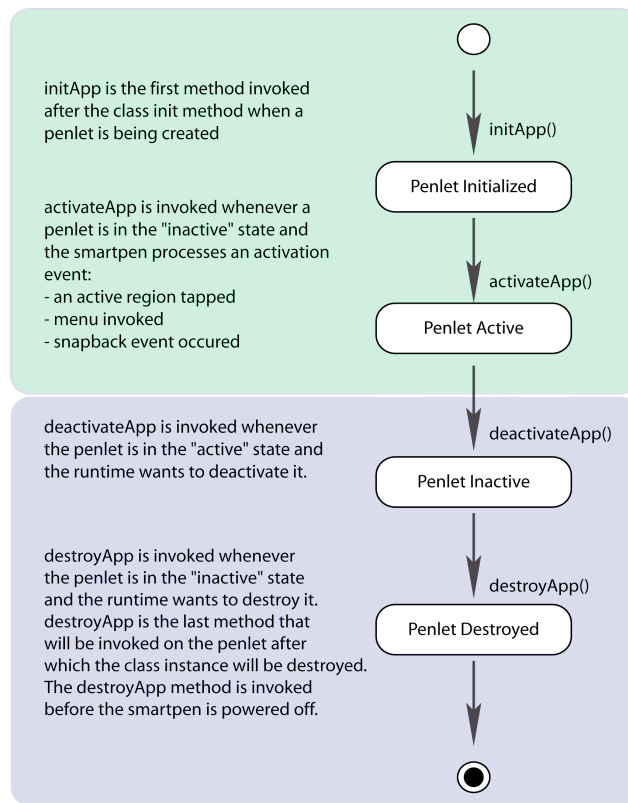 initApp is the first method invoked
after the class init method when a
penlet is being created
initApp()
Penlet Initialized
activateApp is invoked whenever a
penlet is in the "inactive" state and
the smartpen processes an activation
event:
- an active region tapped
- menu invoked
- snapback event occured
activateApp()
Penlet Active
deactivateApp is invoked whenever
the penlet is in the "active" state and
the runtime wants to deactivate it.
deactivateApp()
Penlet Inactive
destroyApp is invoked whenever
the penlet is in the "inactive" state
and the runtime wants to destroy it.
destroyApp is the last method that
will be invoked on the penlet after
which the class instance will be destroyed.
The destroyApp method is invoked
before the smartpen is powered off.
destroyApp()
Penlet Destroyed